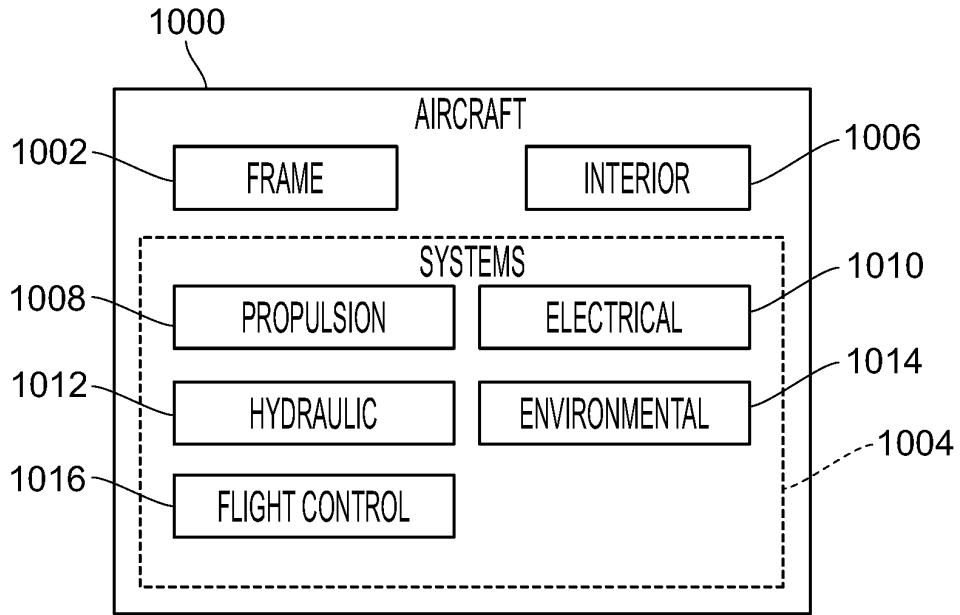 1000
AIRCRAFT
1002
FRAME
INTERIOR
1006
SYSTEMS
1008
PROPULSION
ELECTRICAL
1010
1012
HYDRAULIC
ENVIRONMENTAL
1014
1004
1016
FLIGHT CONTROL